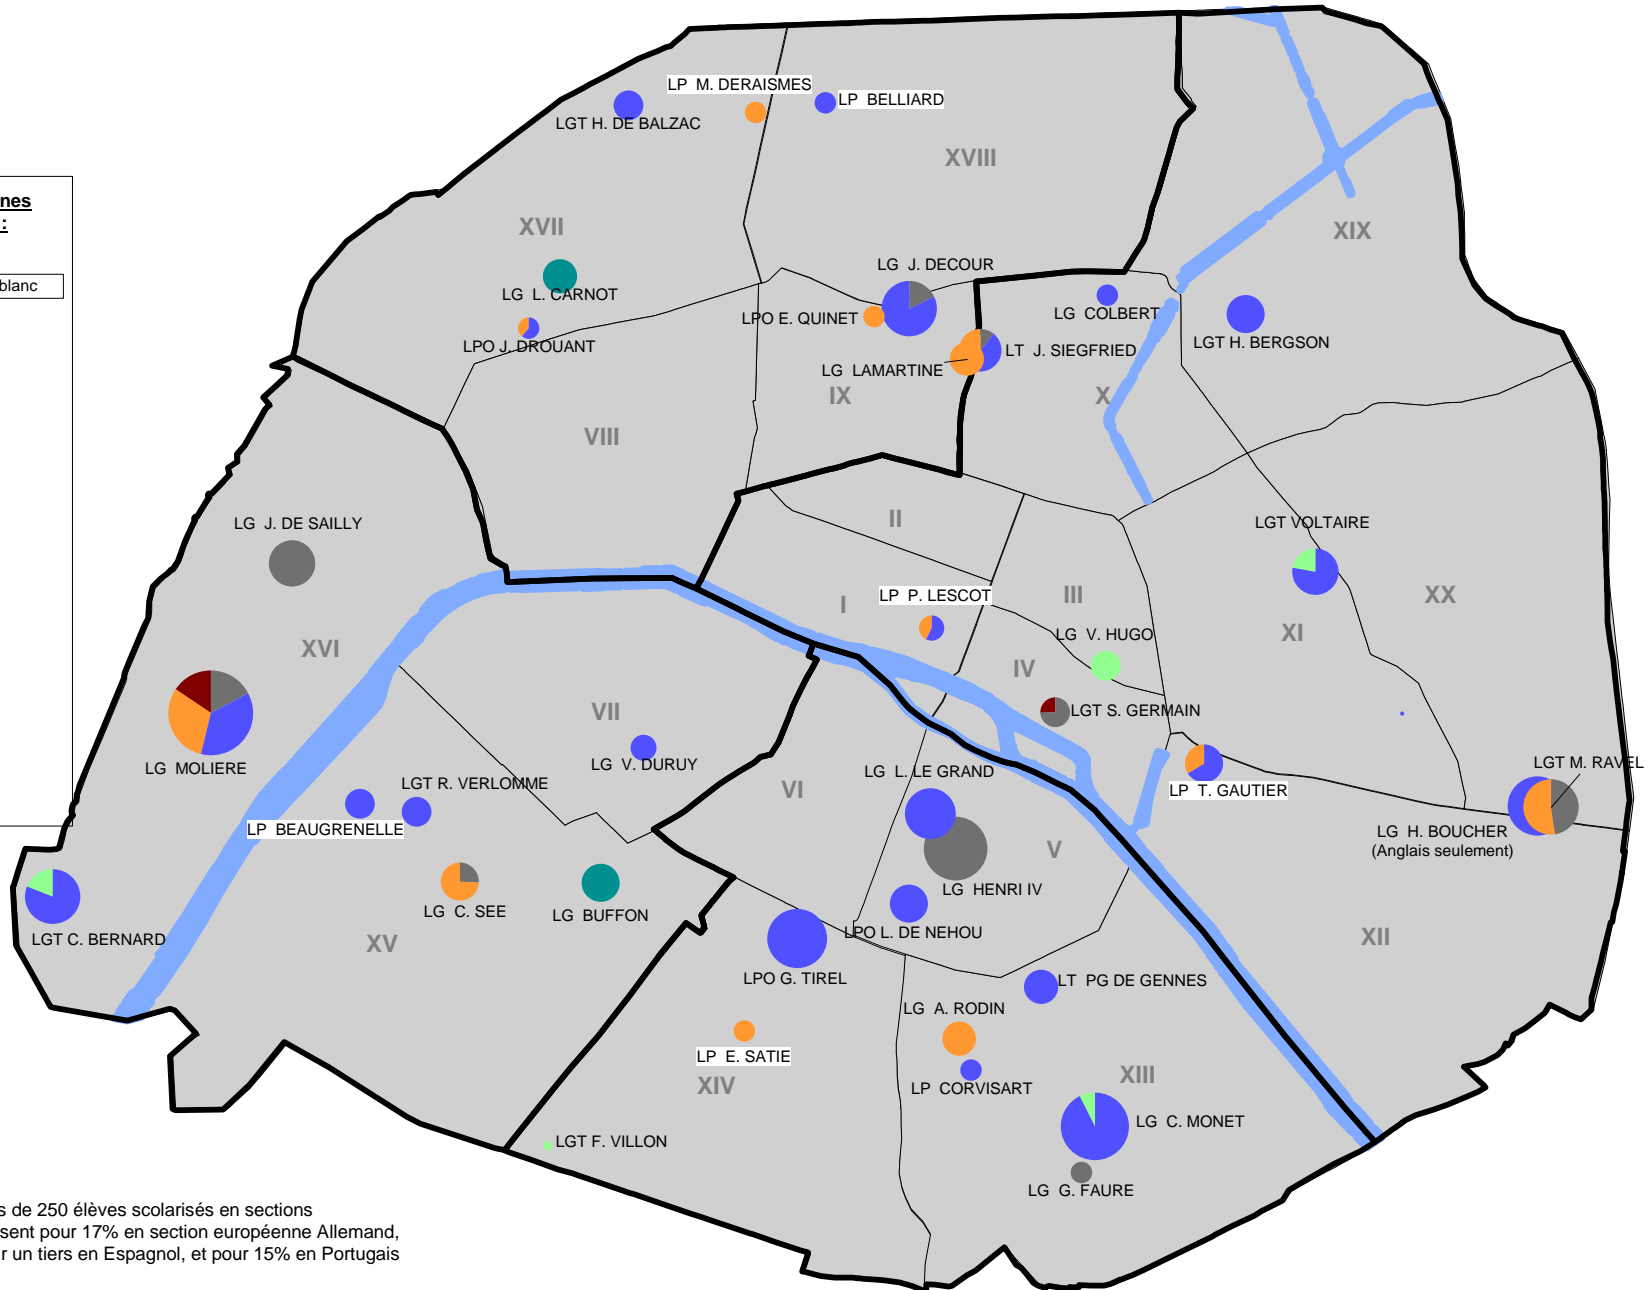 LP  M. DERAISMES
LP  BELLIARD
LGT H. DE BALZAC
XVIII
:
XVII
XIX
LG  J. DECOUR
blanc
LG  L. CARNOT
LPO E. QUINET
LG  COLBERT
LPO J. DROUANT
LT  J. SIEGFRIED
LGT H. BERGSON
LG  LAMARTINE
IX
X
VIII
II
LG  J. DE SAILLY
LGT VOLTAIRE
LP  P. LESCOT
I
III
XX
XI
LG  V. HUGO
XVI
IV
VII
LGT S. GERMAIN
LG  MOLIERE
LG  V. DURUY
LG  L. LE GRAND
LGT M. RAVEL
LGT R. VERLOMME
VI
LP  T. GAUTIER
LP  BEAUGRENELLE
LG  H. BOUCHER
(Anglais seulement)
V
LG  HENRI IV
LG  C. SEE
LG  BUFFON
LGT C. BERNARD
XV
LPO L. DE NEHOU
XII
LPO G. TIREL
LT  PG DE GENNES
LG  A. RODIN
LP  E. SATIE
XIV
LP  CORVISART
XIII
LG  C. MONET
LGT F. VILLON
LG  G. FAURE
de 250 élèves scolarisés en sections
pour 17% en section européenne Allemand,
un tiers en Espagnol, et pour 15% en Portugais